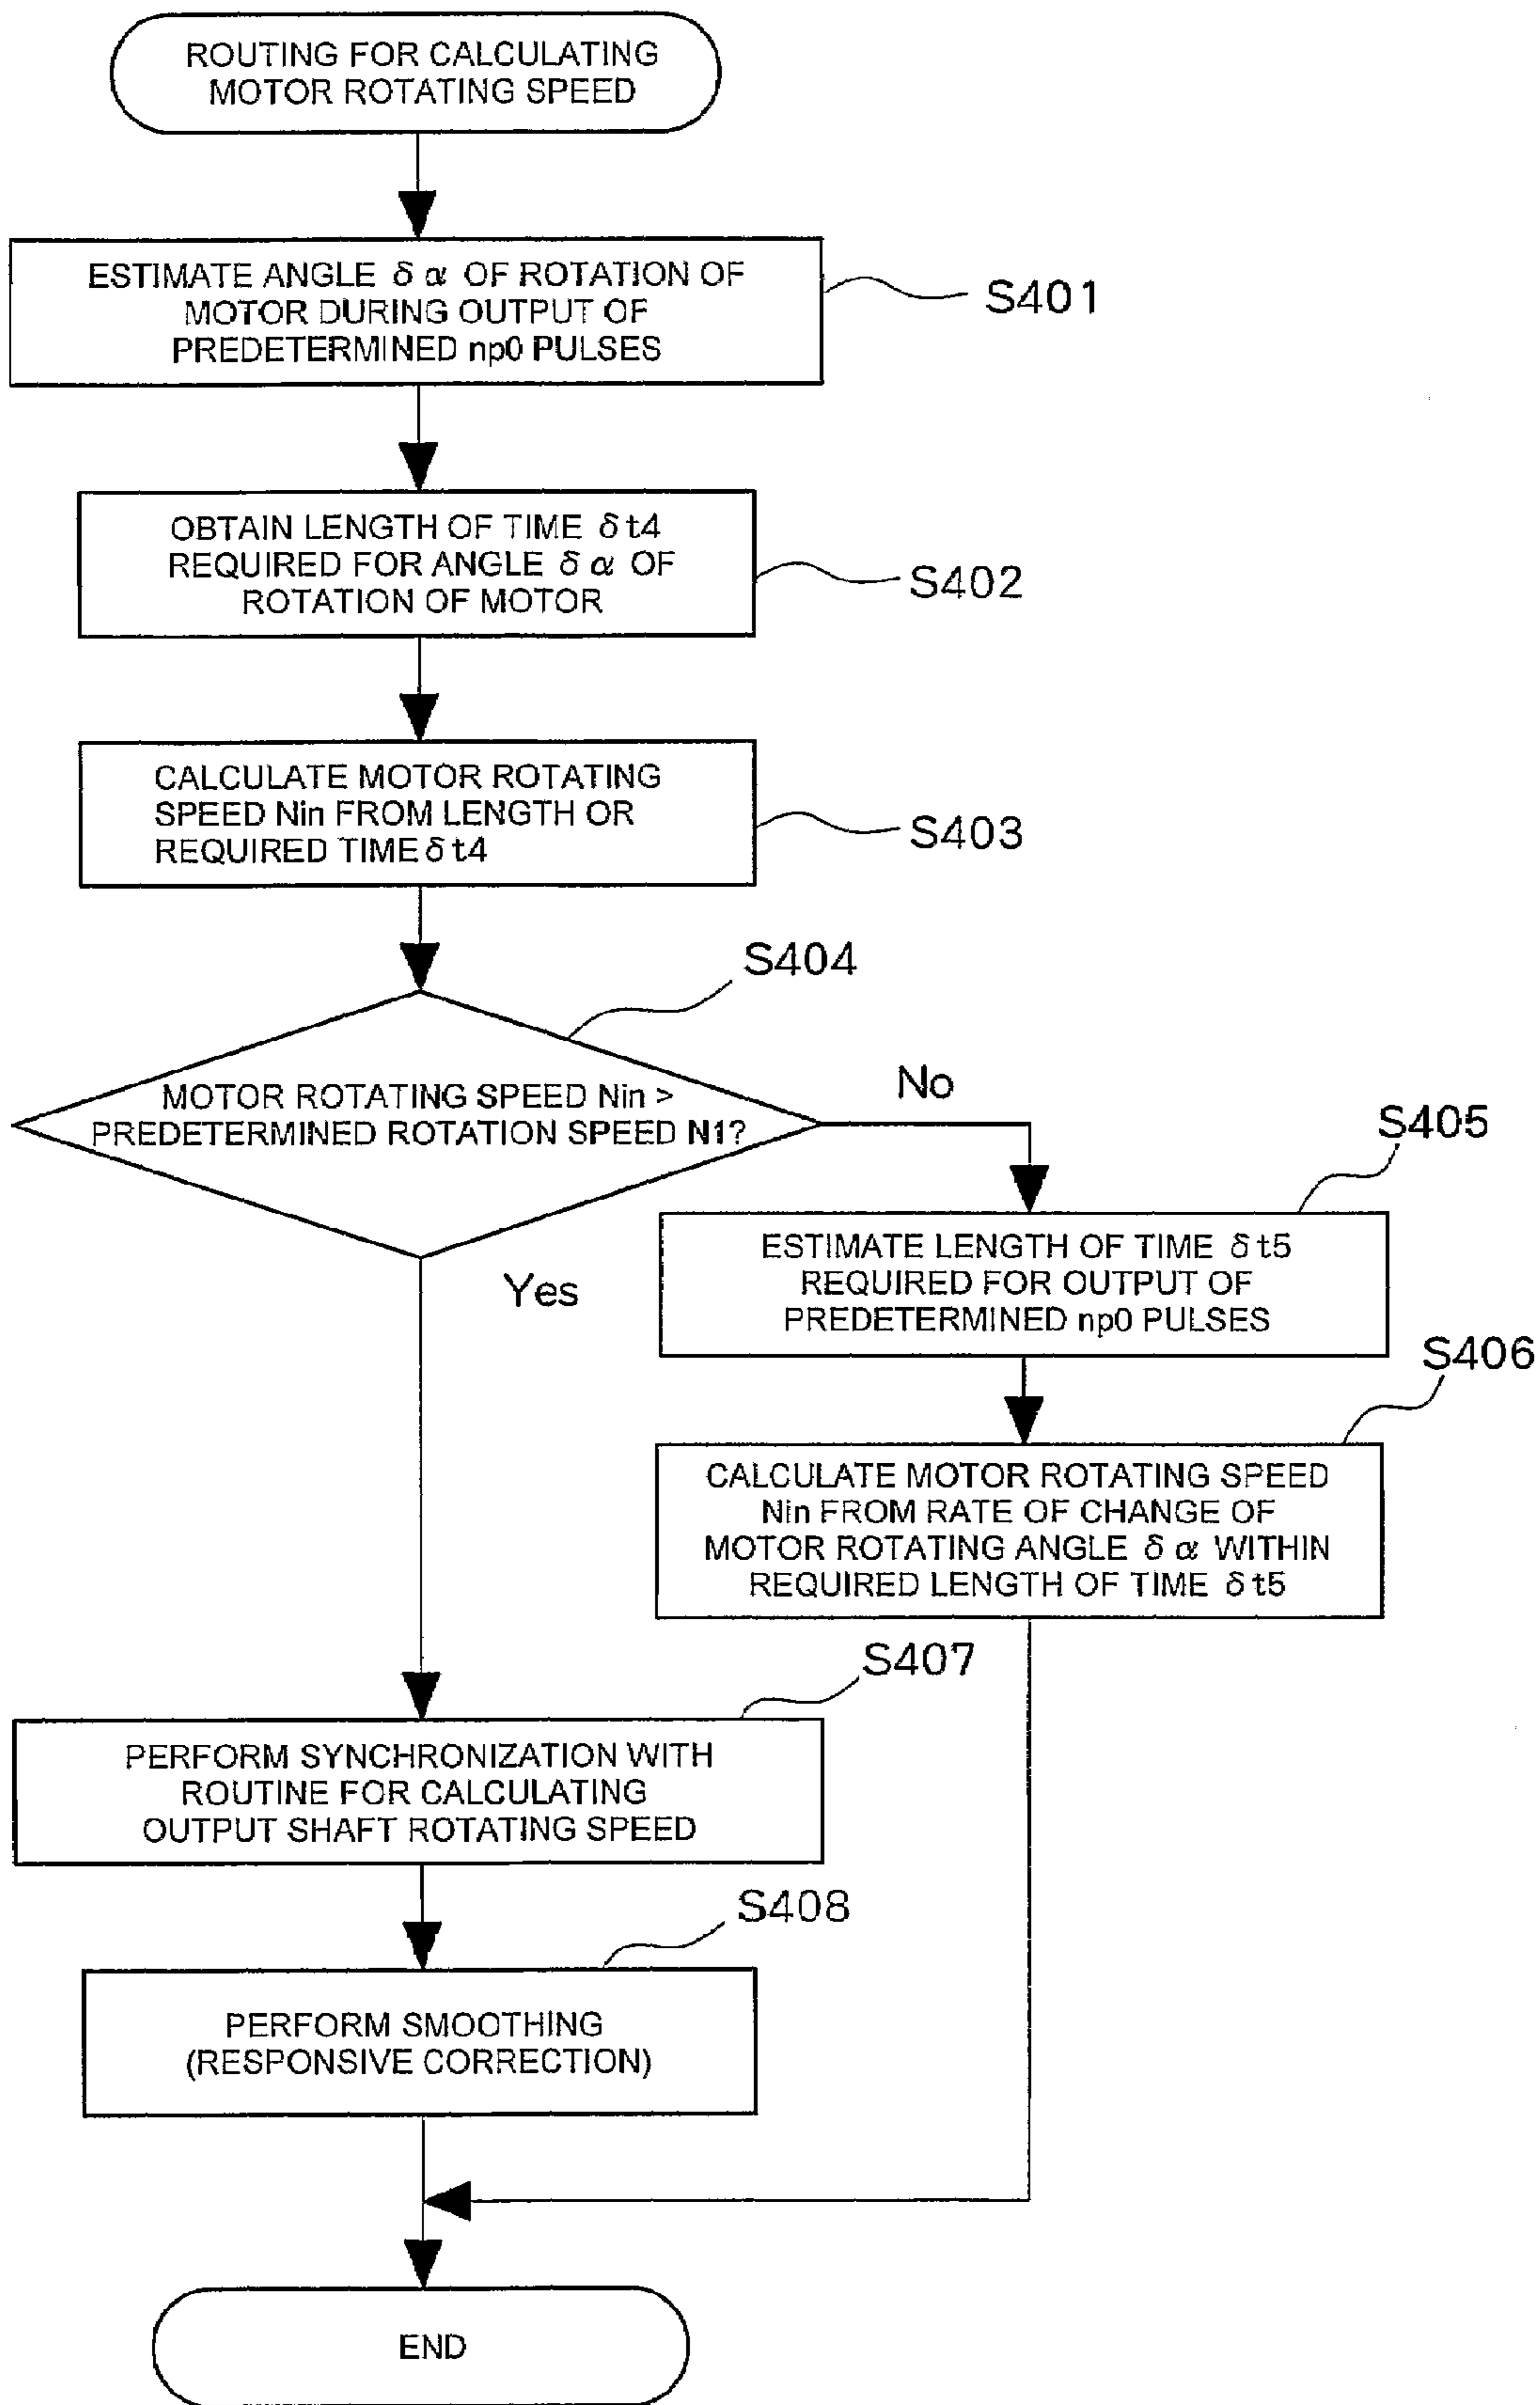 ROUTING FOR CALCULATING
MOTOR ROTATING SPEED
ESTIMATE ANGLE δα OF ROTATION OF
MOTOR DURING OUTPUT OF
PREDETERMINED np0 PULSES
S401
OBTAIN LENGTH OF TIME δt4
REQUIRED FOR ANGLE δα OF
ROTATION OF MOTOR
S402
CALCULATE MOTOR ROTATING
SPEED Nin FROM LENGTH OR
REQUIRED TIME δt4
S403
S404
MOTOR ROTATING SPEED Nin >
PREDETERMINED ROTATION SPEED N1?
No
Yes
S405
ESTIMATE LENGTH OF TIME δt5
REQUIRED FOR OUTPUT OF
PREDETERMINED np0 PULSES
S406
CALCULATE MOTOR ROTATING SPEED
Nin FROM RATE OF CHANGE OF
MOTOR ROTATING ANGLE δα WITHIN
REQUIRED LENGTH OF TIME δt5
S407
PERFORM SYNCHRONIZATION WITH
ROUTINE FOR CALCULATING
OUTPUT SHAFT ROTATING SPEED
S408
PERFORM SMOOTHING
(RESPONSIVE CORRECTION)
END